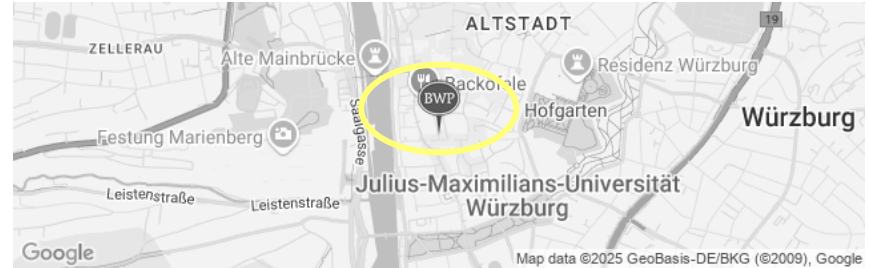 ALTSTADT
19
ZELLERAU
Alte Mainbrücke
Residenz Würzburg
Backöfele
BWP
Saalgasse
Hofgarten
Würzburg
Festung Marienberg
Julius-Maximilians-Universität
Würzburg
Leistenstraße
Leistenstraße
Google
Map data ©2025 GeoBasis-DE/BKG (©2009), Google